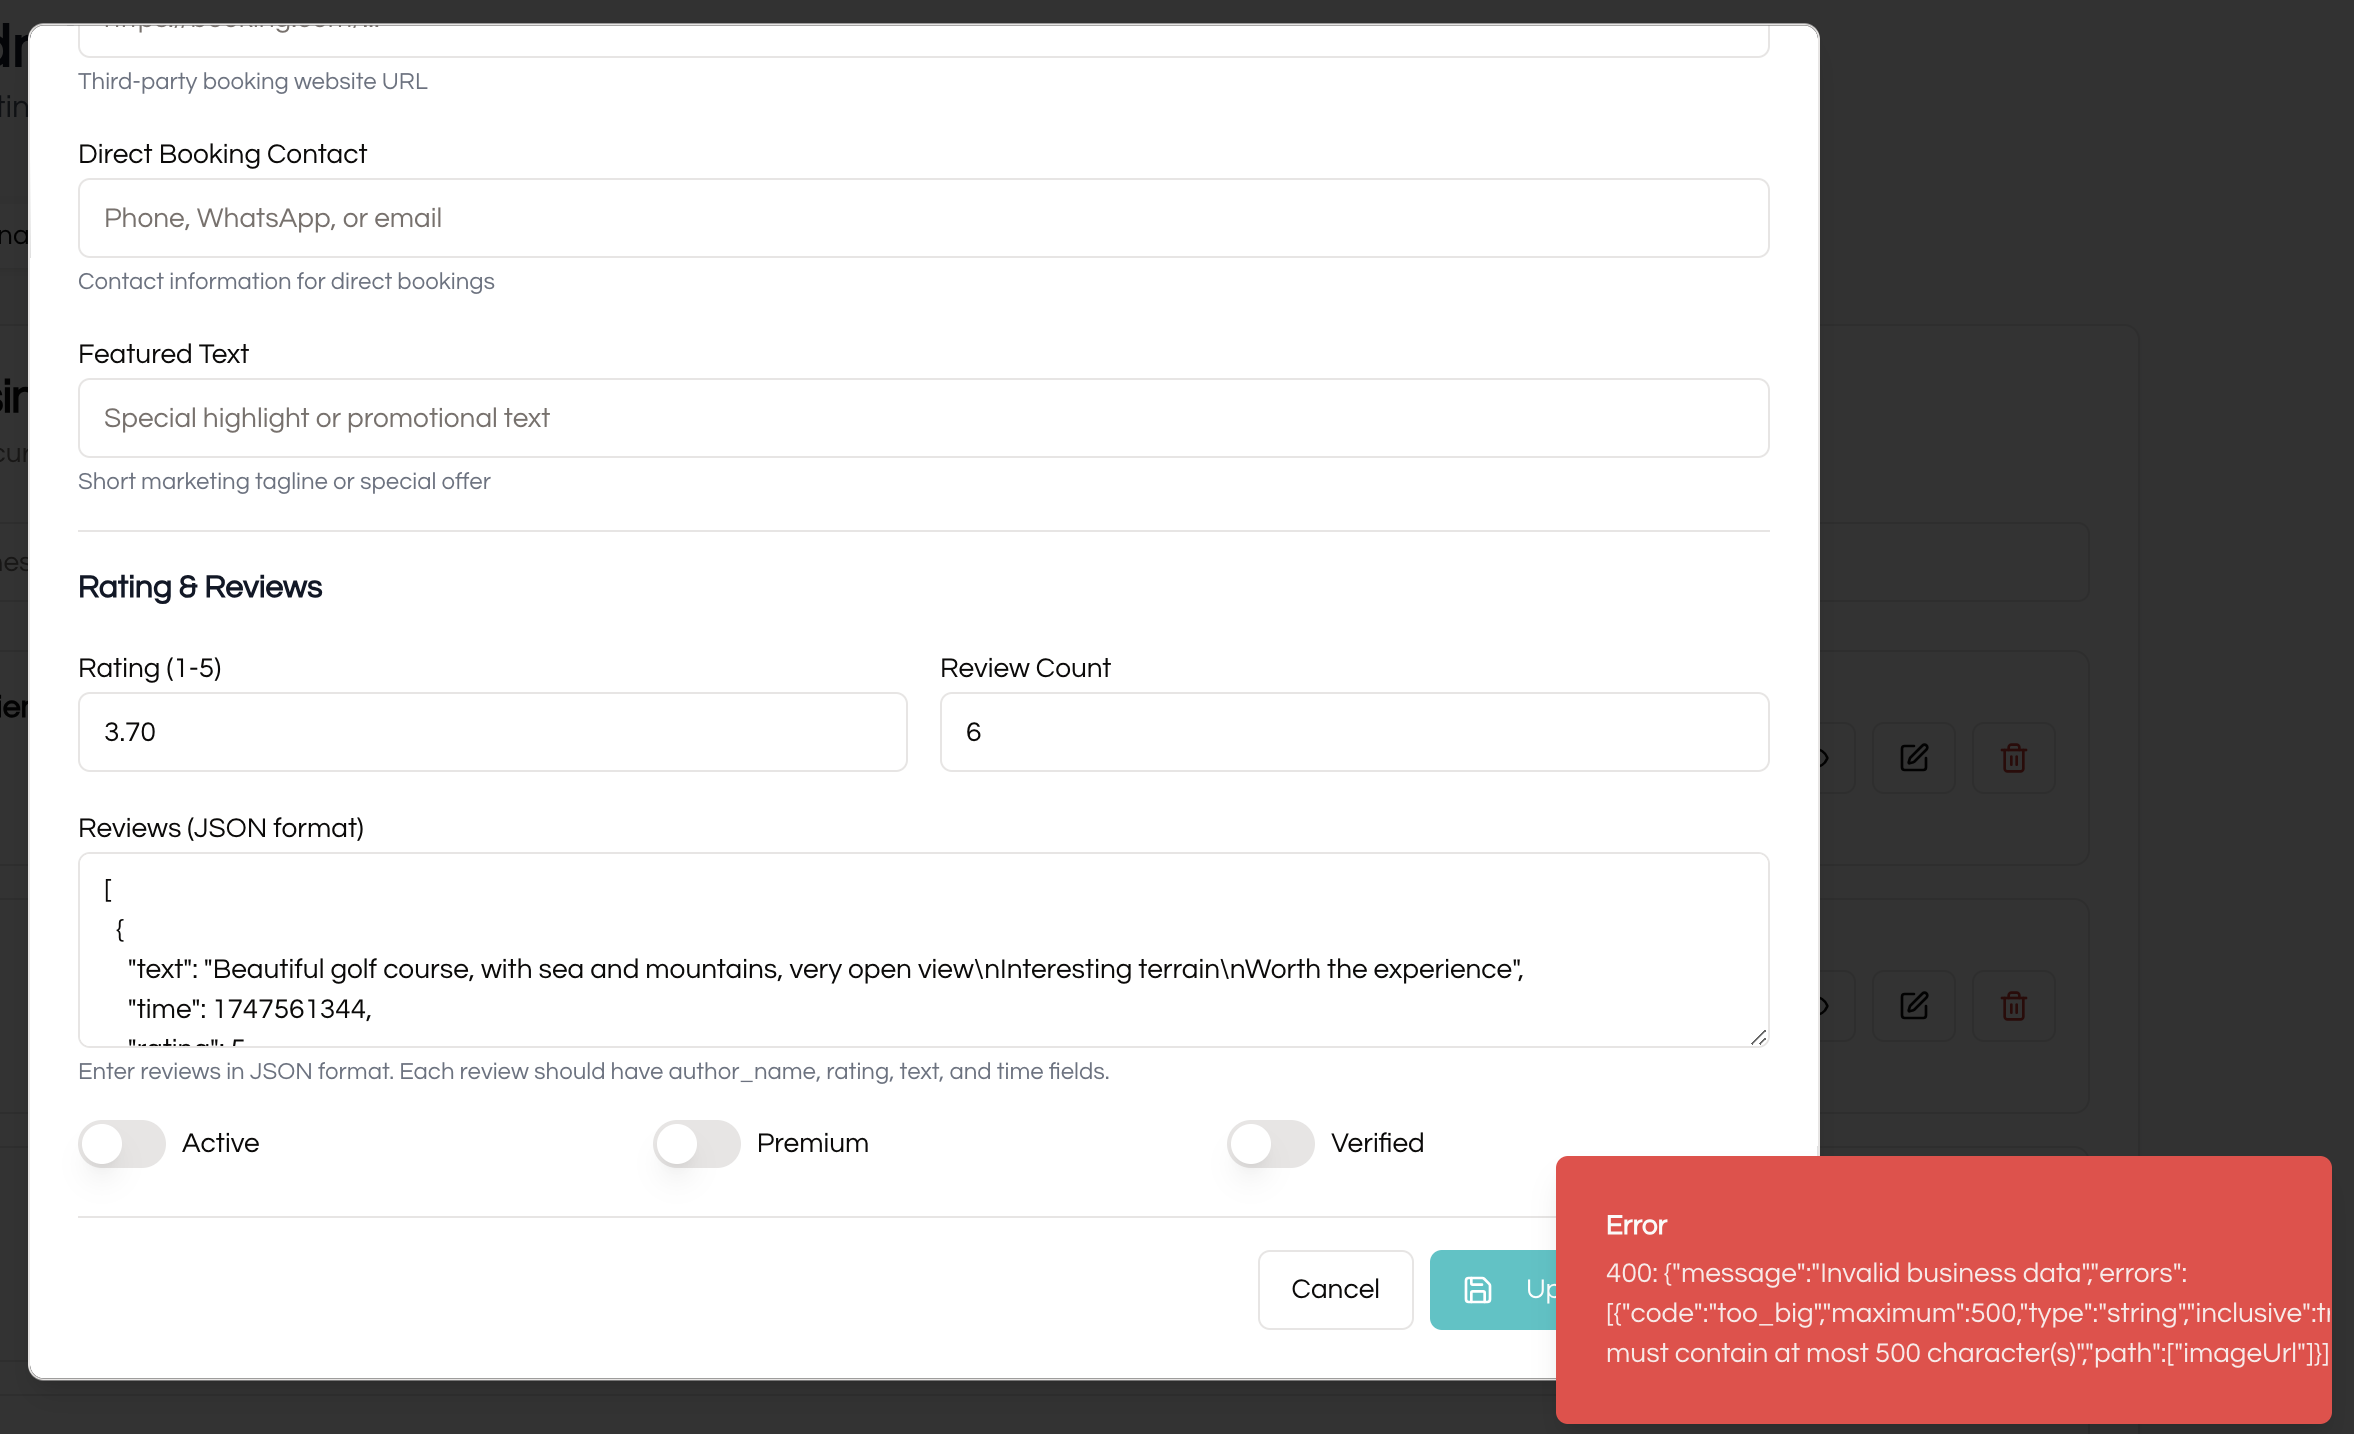 Third-party booking website URL
Direct Booking Contact
Phone, WhatsApp, or email
Contact information for direct bookings
Featured Text
Special highlight or promotional text
Short marketing tagline or special offer
Rating & Reviews
Rating (1-5)
Review Count
3.70
6
Reviews (JSON format)
[
{
"text": "Beautiful golf course, with sea and mountains, very open view\nInteresting terrain\nWorth the experience",
"time": 1747561344,
"rating": 5
Enter reviews in JSON format. Each review should have author_name, rating, text, and time fields.
Active
Premium
Verified
Cancel
Up
Error
400: {"message":"Invalid business data","errors":
[{"code":"too_big","maximum":500,"type":"string","inclusive":tr
must contain at most 500 character(s)","path":["imageUrl"]}]